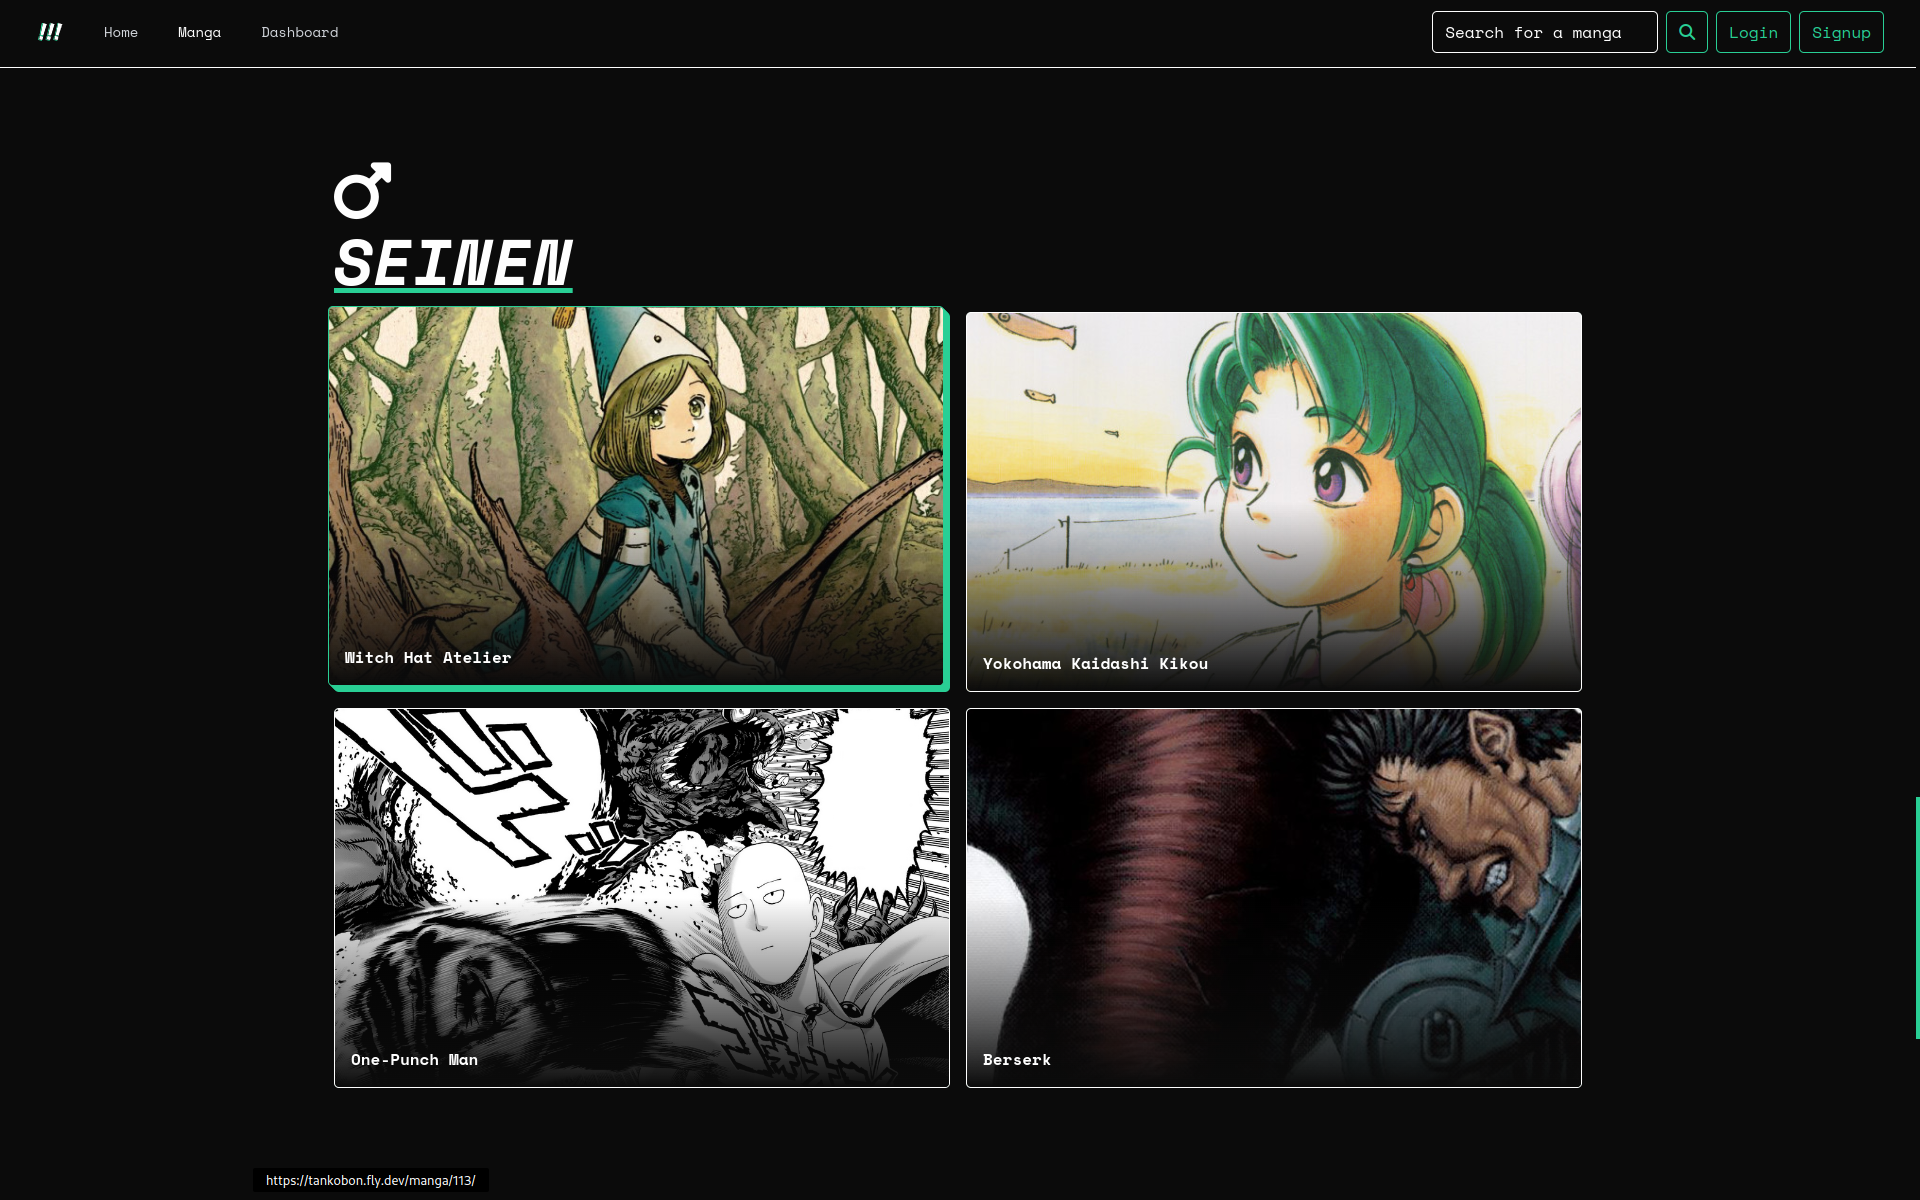 !!! Home Manga Dashboard Search for a manga Login Signup
SEINEN
Witch Hat Atelier
Yokohama Kaidashi Kikou
One-Punch Man
Berserk
https://tankobon.fly.dev/manga/113/